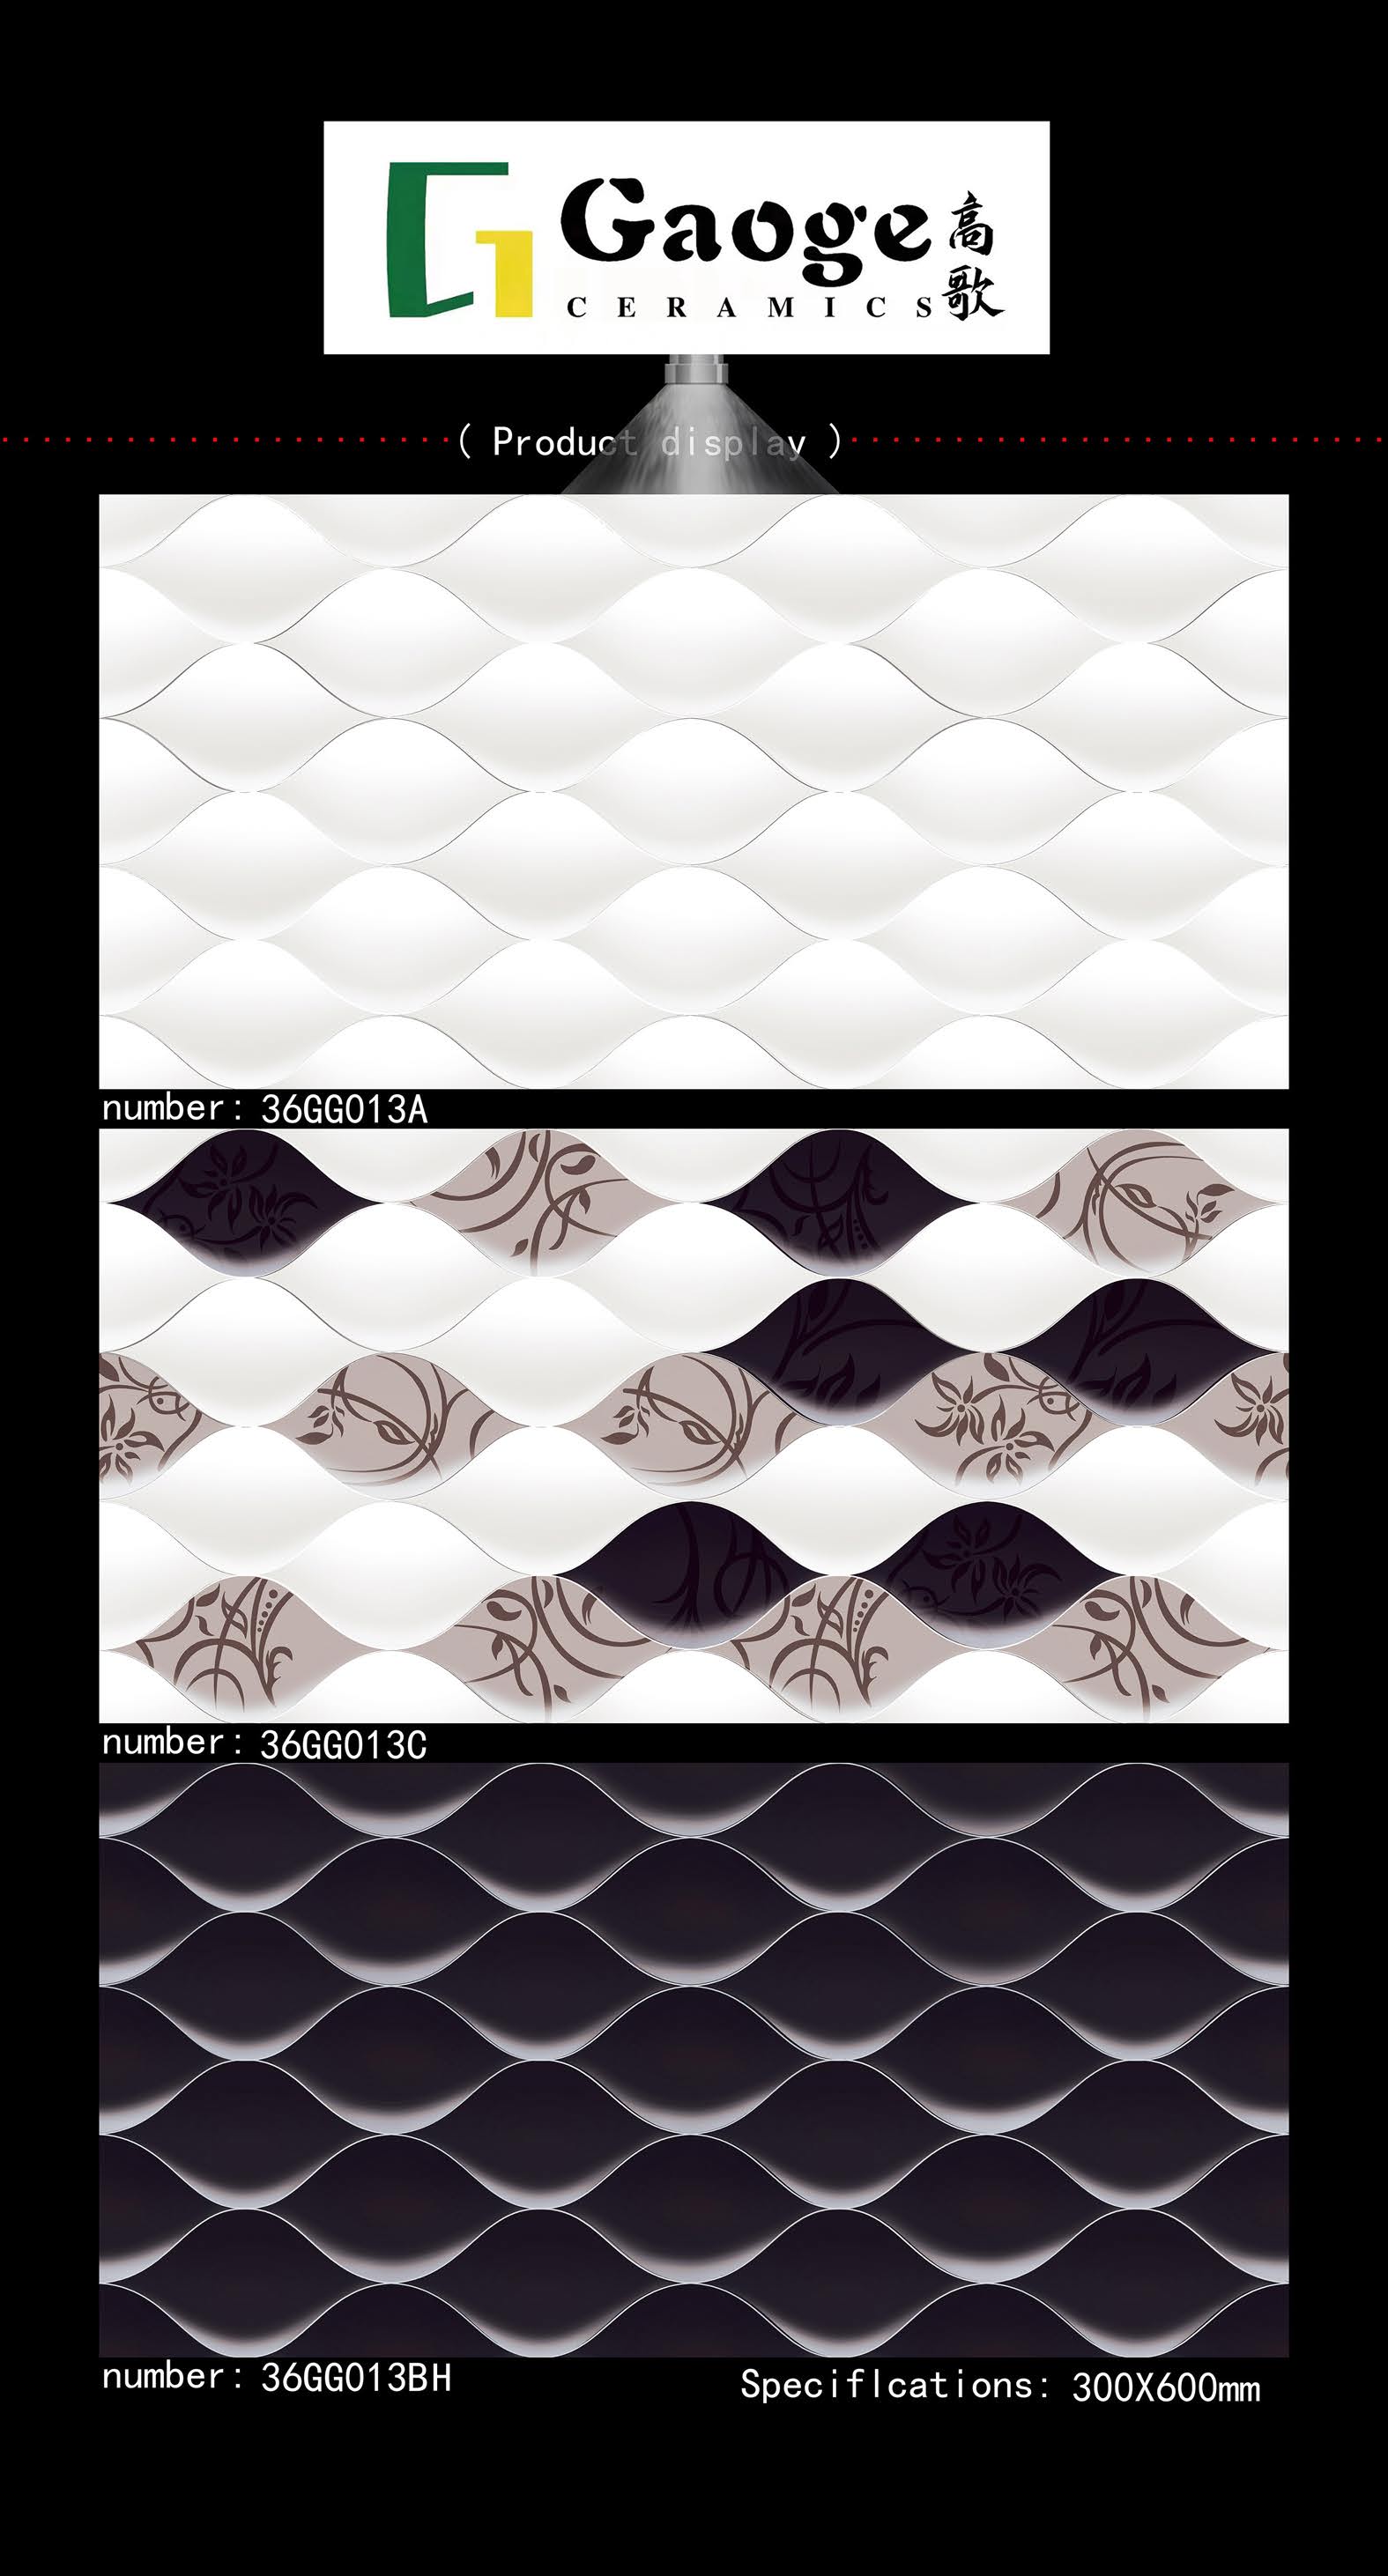 Gaoge
CERAMICS
高歌
( Product display )
number: 36GG013A
number: 36GG013C
number: 36GG013BH
Speciflcations: 300X600mm